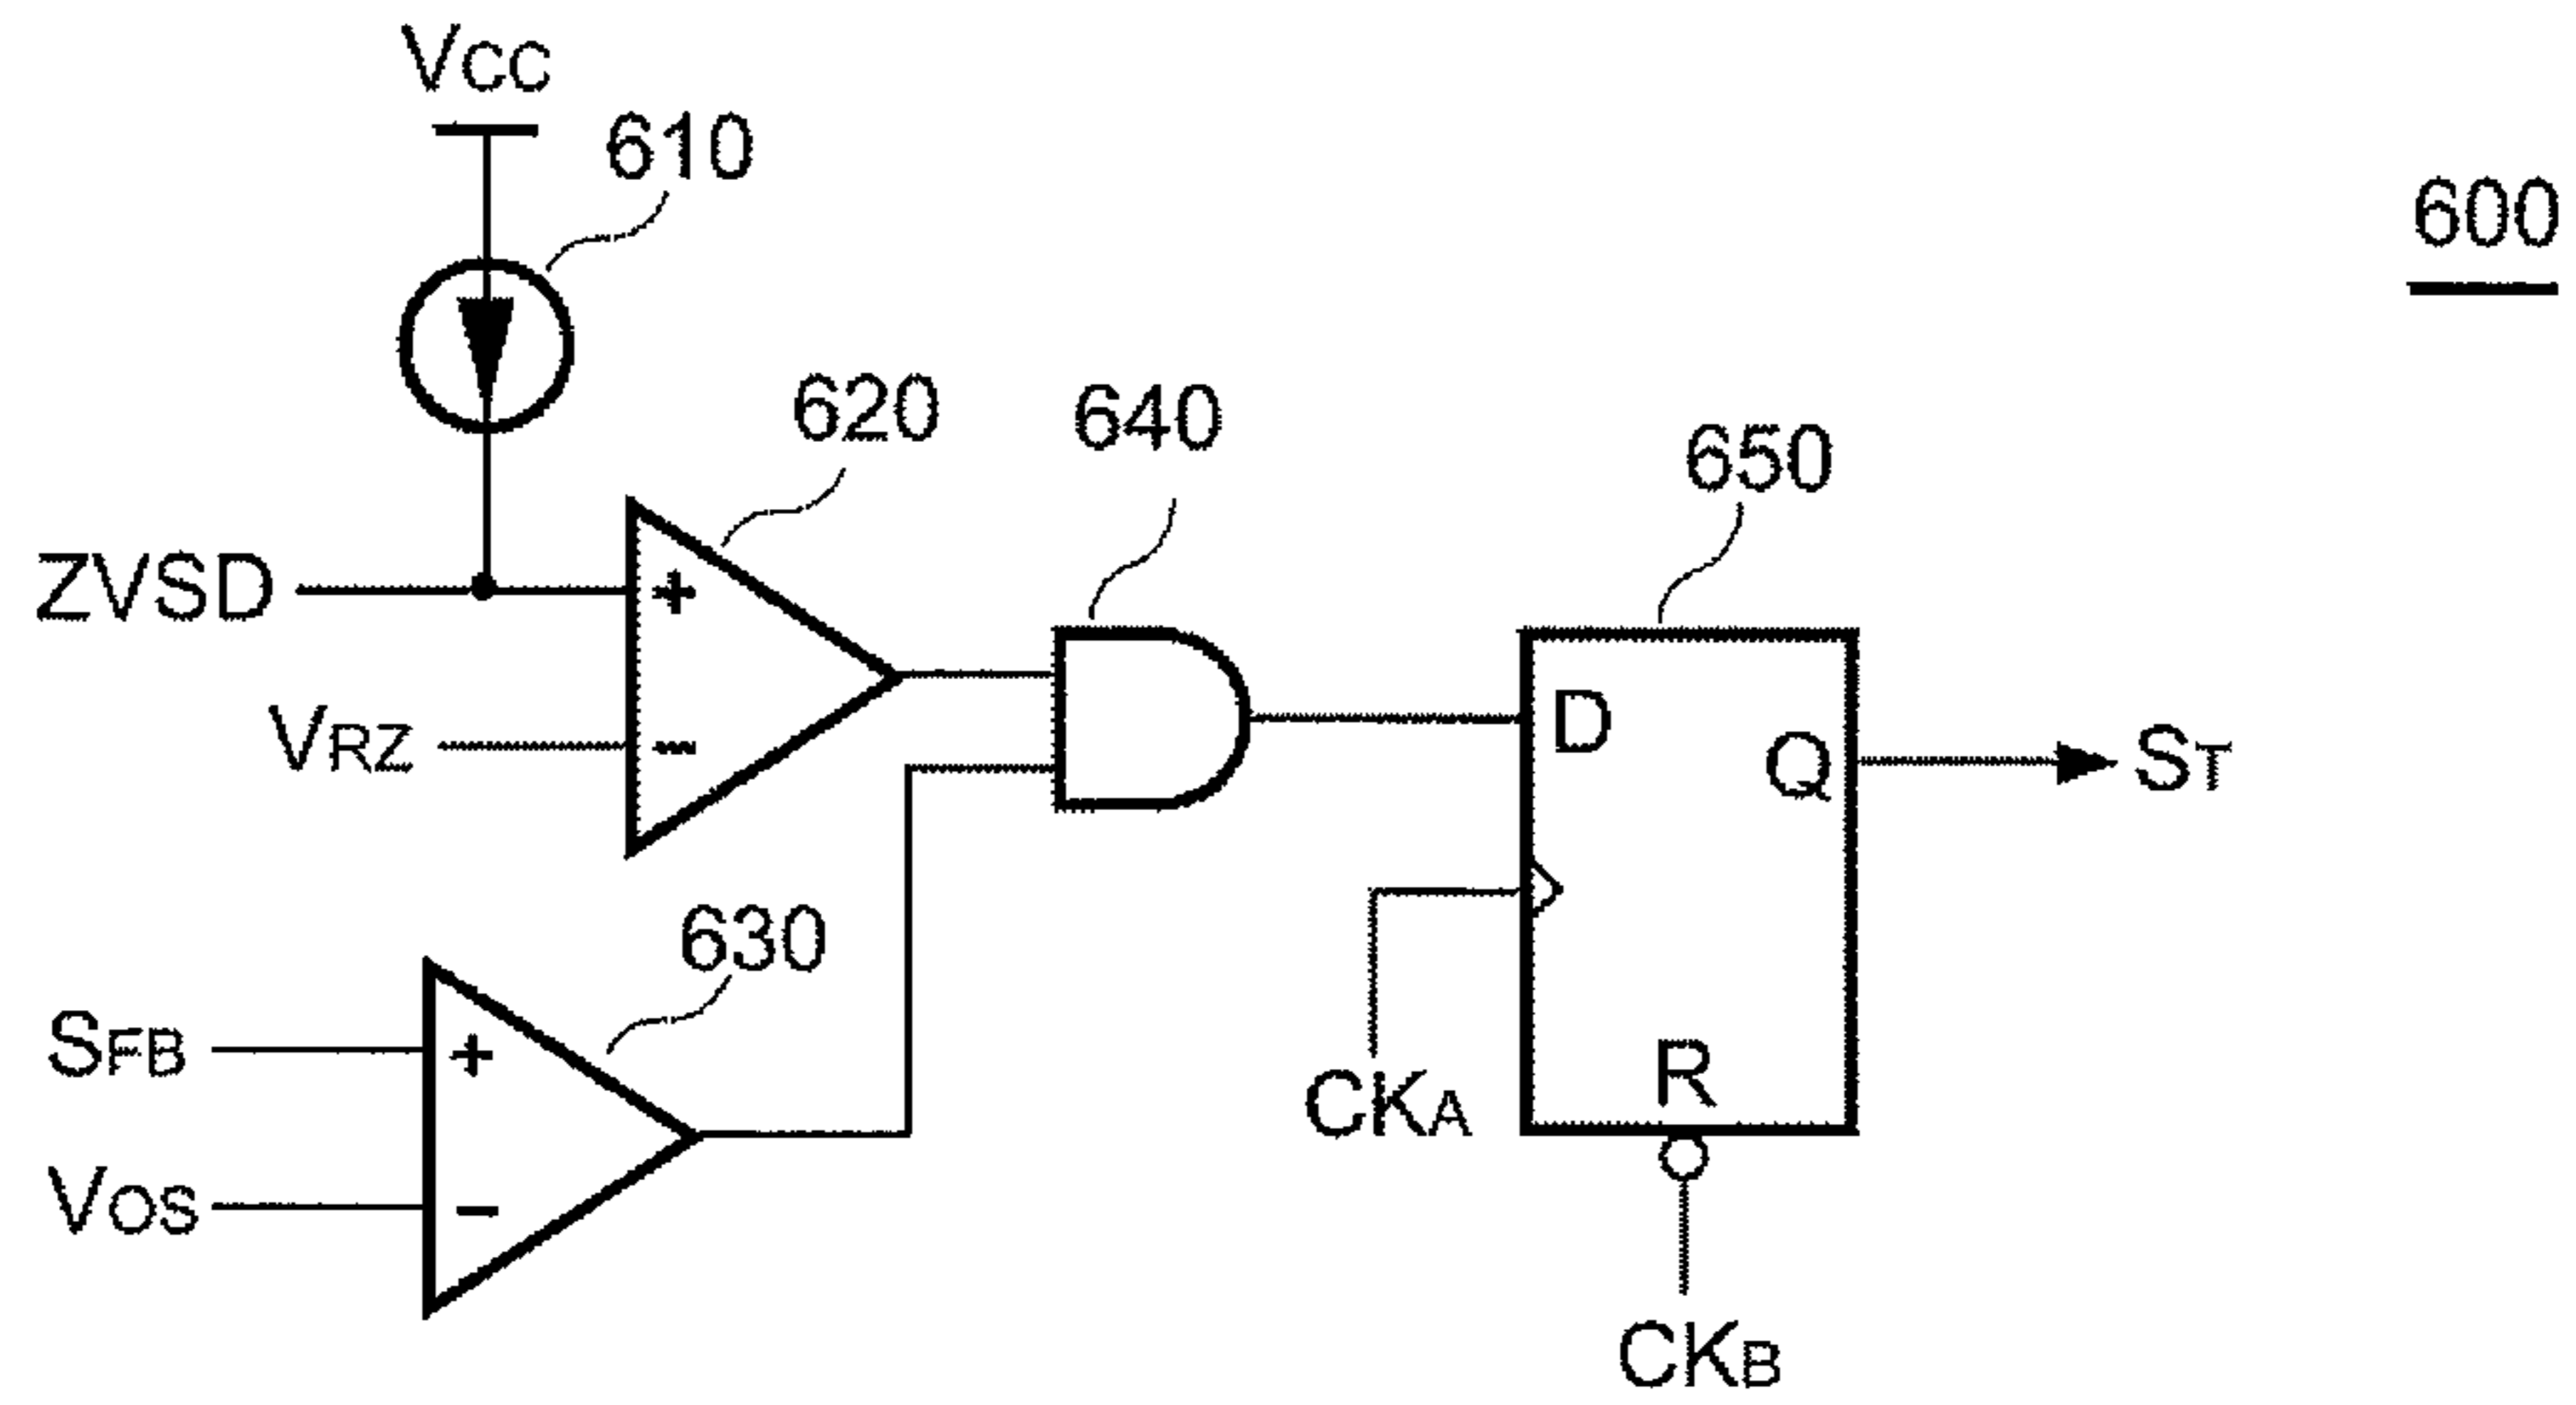 VCC
610
600
620
640
650
ZVSD
+
VRZ
−
D
Q
ST
630
SFB
+
CKA
R
VOS
−
CKB